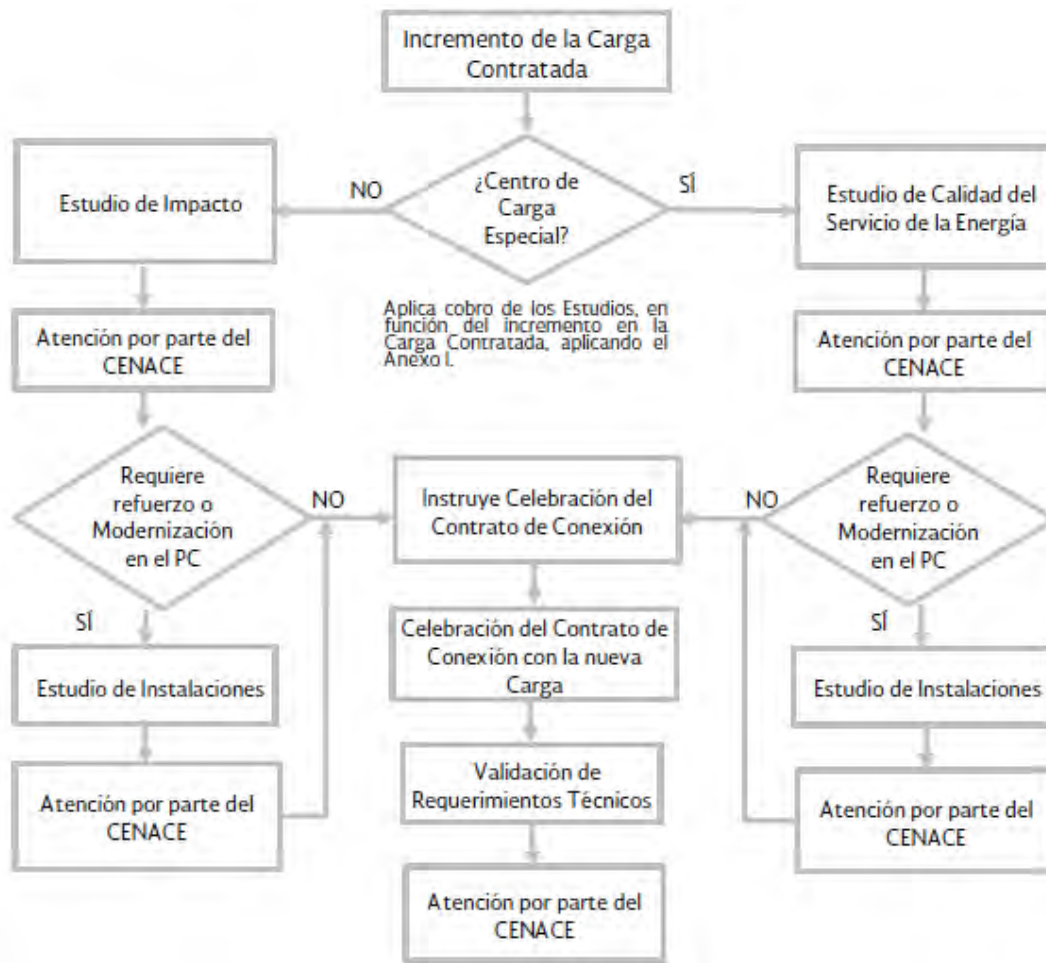 Incremento de la Carga
Contratada
NO
¿Centro de
Carga
Especial?
SÍ
Estudio de Impacto
Estudio de Calidad del
Servicio de la Energía
Aplica cobro de los Estudios, en
función del incremento en la
Carga Contratada, aplicando el
Anexo I.
Atención por parte del
CENACE
Atención por parte del
CENACE
Requiere
refuerzo o
Modernización
en el PC
NO
Instruye Celebración del
Contrato de Conexión
NO
Requiere
refuerzo o
Modernización
en el PC
SÍ
SÍ
Celebración del Contrato de
Conexión con la nueva
Carga
Estudio de Instalaciones
Estudio de Instalaciones
Validación de
Requerimientos Técnicos
Atención por parte del
CENACE
Atención por parte del
CENACE
Atención por parte del
CENACE